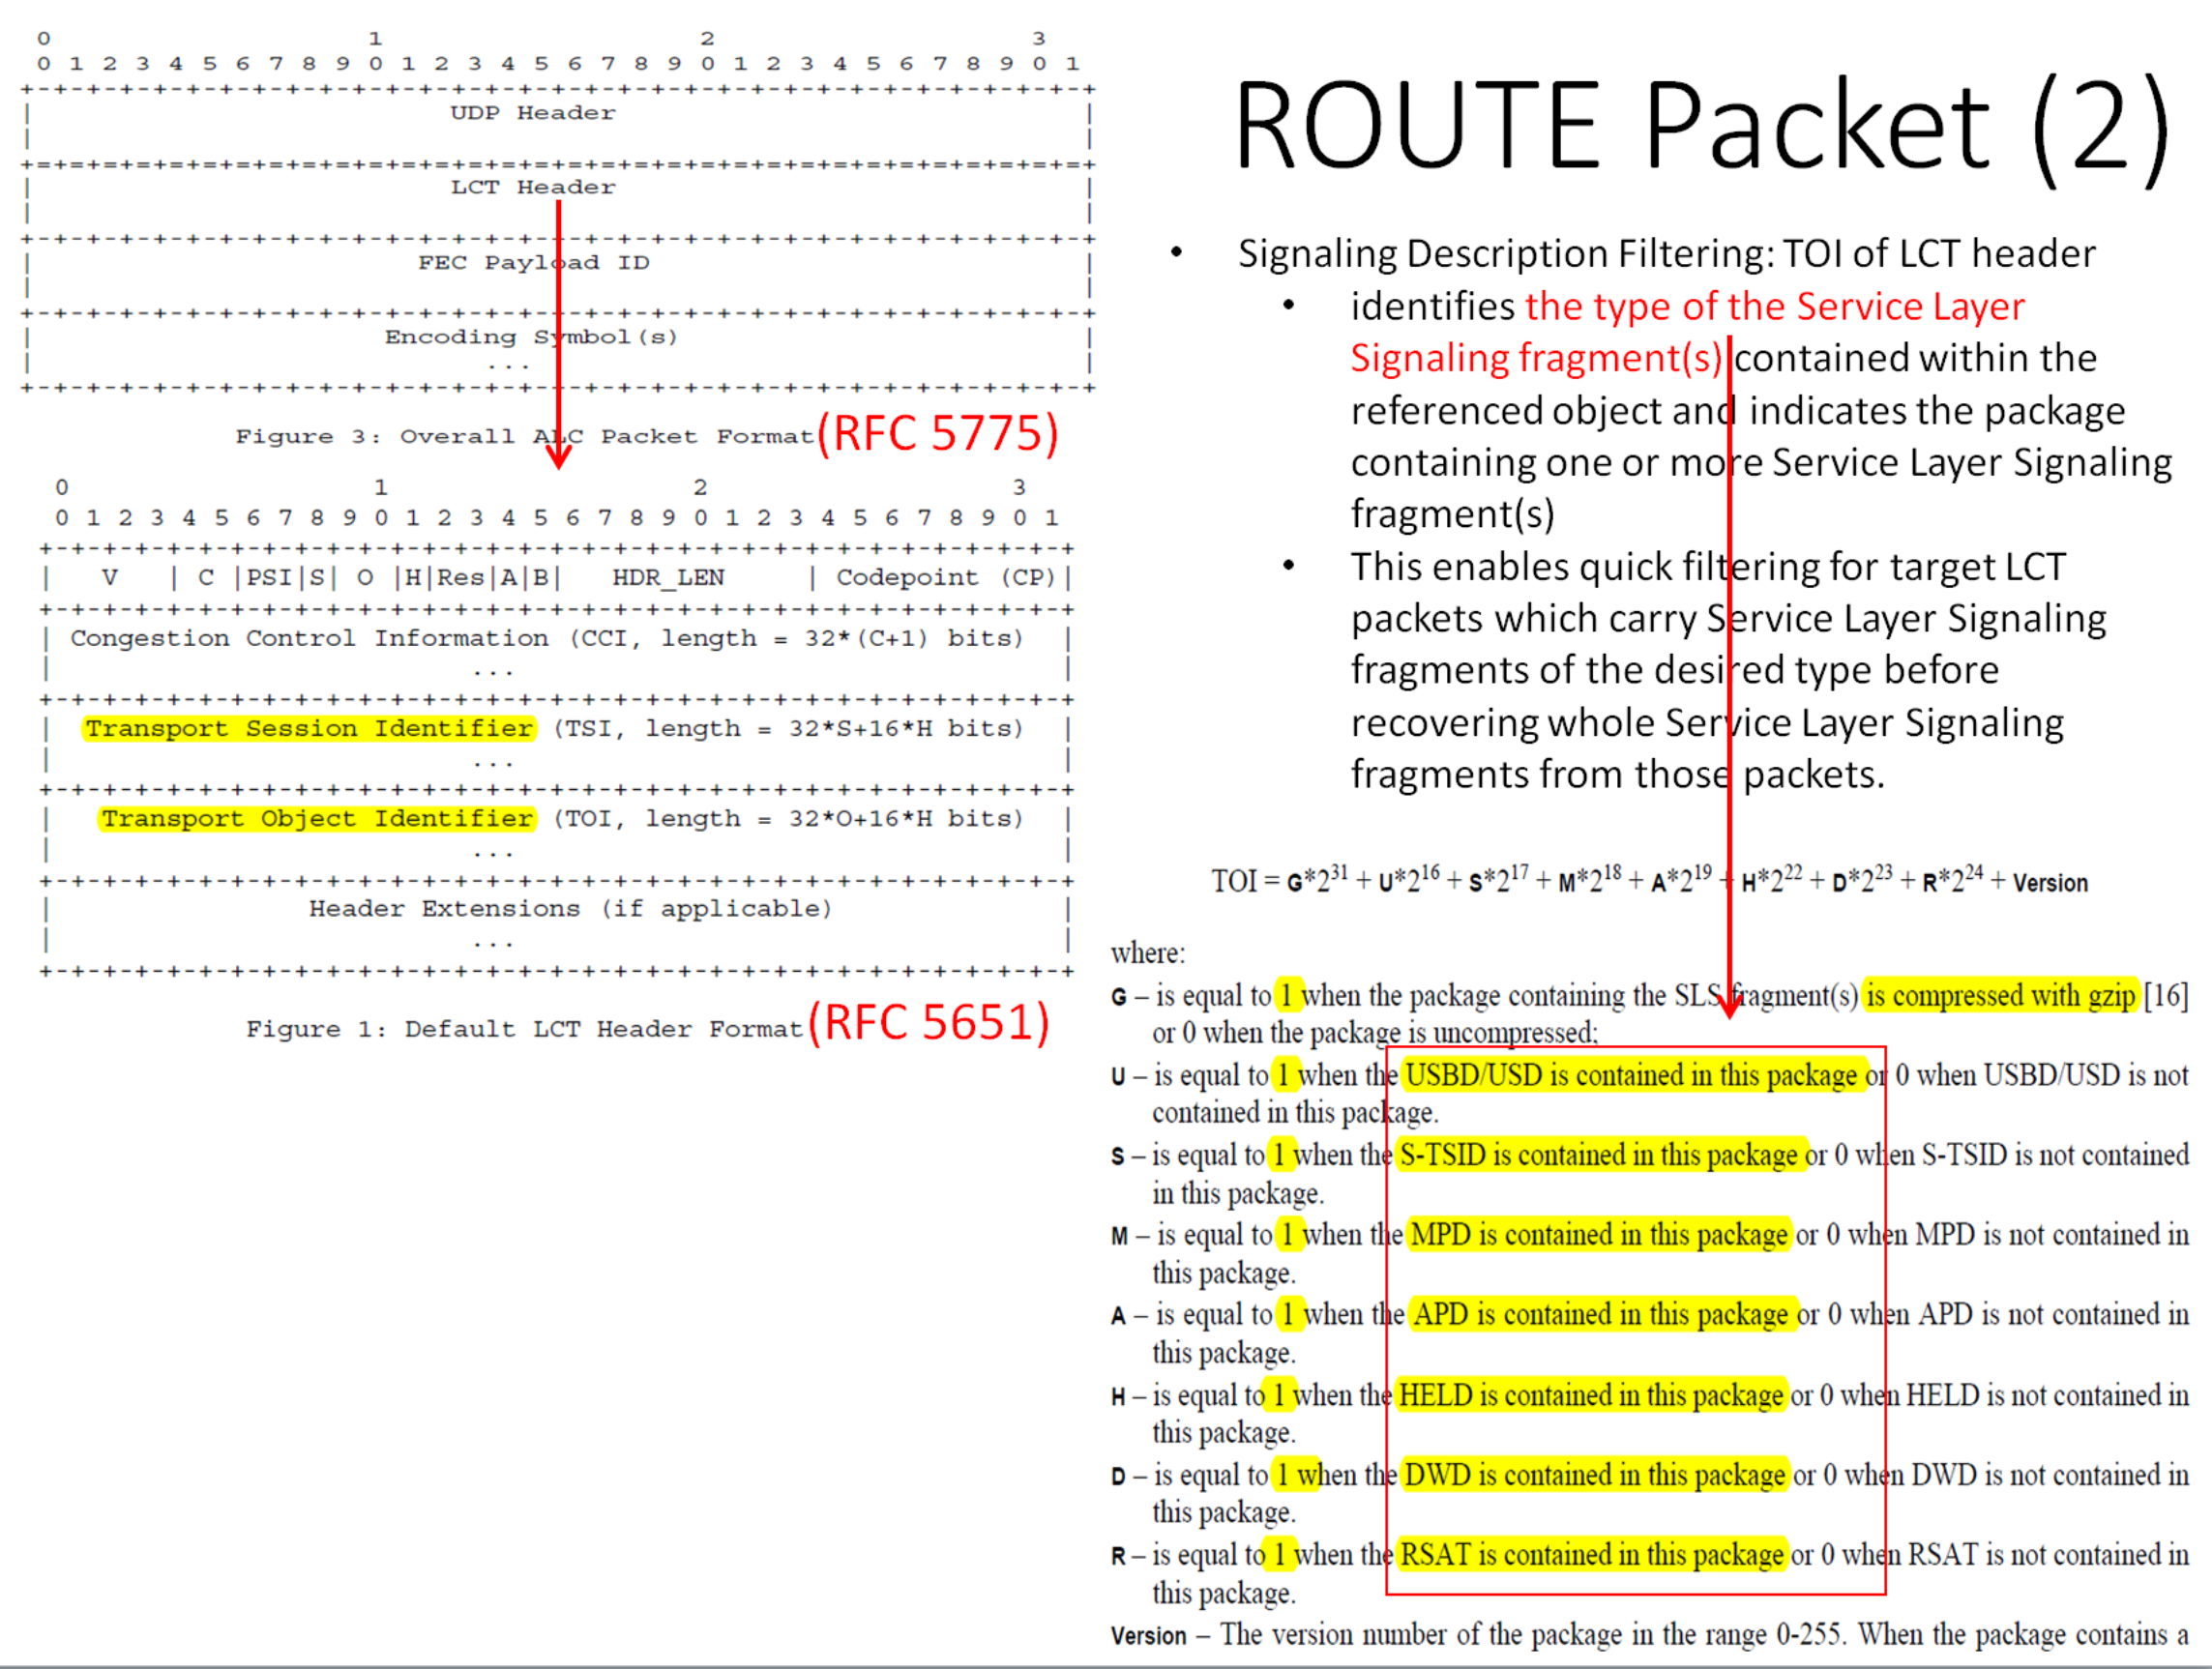 0                   1                   2                   3
0 1 2 3 4 5 6 7 8 9 0 1 2 3 4 5 6 7 8 9 0 1 2 3 4 5 6 7 8 9 0 1
+-+-+-+-+-+-+-+-+-+-+-+-+-+-+-+-+-+-+-+-+-+-+-+-+-+-+-+-+-+-+-+-+
| UDP Header |
| |
+=+=+=+=+=+=+=+=+=+=+=+=+=+=+=+=+=+=+=+=+=+=+=+=+=+=+=+=+=+=+=+=+
| LCT Header |
| |
+-+-+-+-+-+-+-+-+-+-+-+-+-+-+-+-+-+-+-+-+-+-+-+-+-+-+-+-+-+-+-+-+
| FEC Payload ID |
| |
+-+-+-+-+-+-+-+-+-+-+-+-+-+-+-+-+-+-+-+-+-+-+-+-+-+-+-+-+-+-+-+-+
| Encoding Symbol(s) |
| ... |
+-+-+-+-+-+-+-+-+-+-+-+-+-+-+-+-+-+-+-+-+-+-+-+-+-+-+-+-+-+-+-+-+
Figure 3: Overall ALC Packet Format (RFC 5775)
0                   1                   2                   3
0 1 2 3 4 5 6 7 8 9 0 1 2 3 4 5 6 7 8 9 0 1 2 3 4 5 6 7 8 9 0 1
+-+-+-+-+-+-+-+-+-+-+-+-+-+-+-+-+-+-+-+-+-+-+-+-+-+-+-+-+-+-+-+-+
| V | C |PSI|S| O |H|Res|A|B| HDR_LEN | Codepoint (CP)|
+-+-+-+-+-+-+-+-+-+-+-+-+-+-+-+-+-+-+-+-+-+-+-+-+-+-+-+-+-+-+-+-+
| Congestion Control Information (CCI, length = 32*(C+1) bits) |
| ... |
+-+-+-+-+-+-+-+-+-+-+-+-+-+-+-+-+-+-+-+-+-+-+-+-+-+-+-+-+-+-+-+-+
| Transport Session Identifier (TSI, length = 32*S+16*H bits) |
| ... |
+-+-+-+-+-+-+-+-+-+-+-+-+-+-+-+-+-+-+-+-+-+-+-+-+-+-+-+-+-+-+-+-+
| Transport Object Identifier (TOI, length = 32*O+16*H bits) |
| ... |
+-+-+-+-+-+-+-+-+-+-+-+-+-+-+-+-+-+-+-+-+-+-+-+-+-+-+-+-+-+-+-+-+
| Header Extensions (if applicable) |
| ... |
+-+-+-+-+-+-+-+-+-+-+-+-+-+-+-+-+-+-+-+-+-+-+-+-+-+-+-+-+-+-+-+-+
Figure 1: Default LCT Header Format (RFC 5651)
ROUTE Packet (2)
• Signaling Description Filtering: TOI of LCT header
• identifies the type of the Service Layer
Signaling fragment(s) contained within the
referenced object and indicates the package
containing one or more Service Layer Signaling
fragment(s)
• This enables quick filtering for target LCT
packets which carry Service Layer Signaling
fragments of the desired type before
recovering whole Service Layer Signaling
fragments from those packets.
TOI = G*2³¹ + U*2¹⁶ + S*2¹⁷ + M*2¹⁸ + A*2¹⁹ + H*2²² + D*2²³ + R*2²⁴ + Version
where:
G – is equal to 1 when the package containing the SLS fragment(s) is compressed with gzip [16]
or 0 when the package is uncompressed;
U – is equal to 1 when the USBD/USD is contained in this package or 0 when USBD/USD is not
contained in this package.
S – is equal to 1 when the S-TSID is contained in this package or 0 when S-TSID is not contained
in this package.
M – is equal to 1 when the MPD is contained in this package or 0 when MPD is not contained in
this package.
A – is equal to 1 when the APD is contained in this package or 0 when APD is not contained in
this package.
H – is equal to 1 when the HELD is contained in this package or 0 when HELD is not contained in
this package.
D – is equal to 1 when the DWD is contained in this package or 0 when DWD is not contained in
this package.
R – is equal to 1 when the RSAT is contained in this package or 0 when RSAT is not contained in
this package.
Version – The version number of the package in the range 0-255. When the package contains a